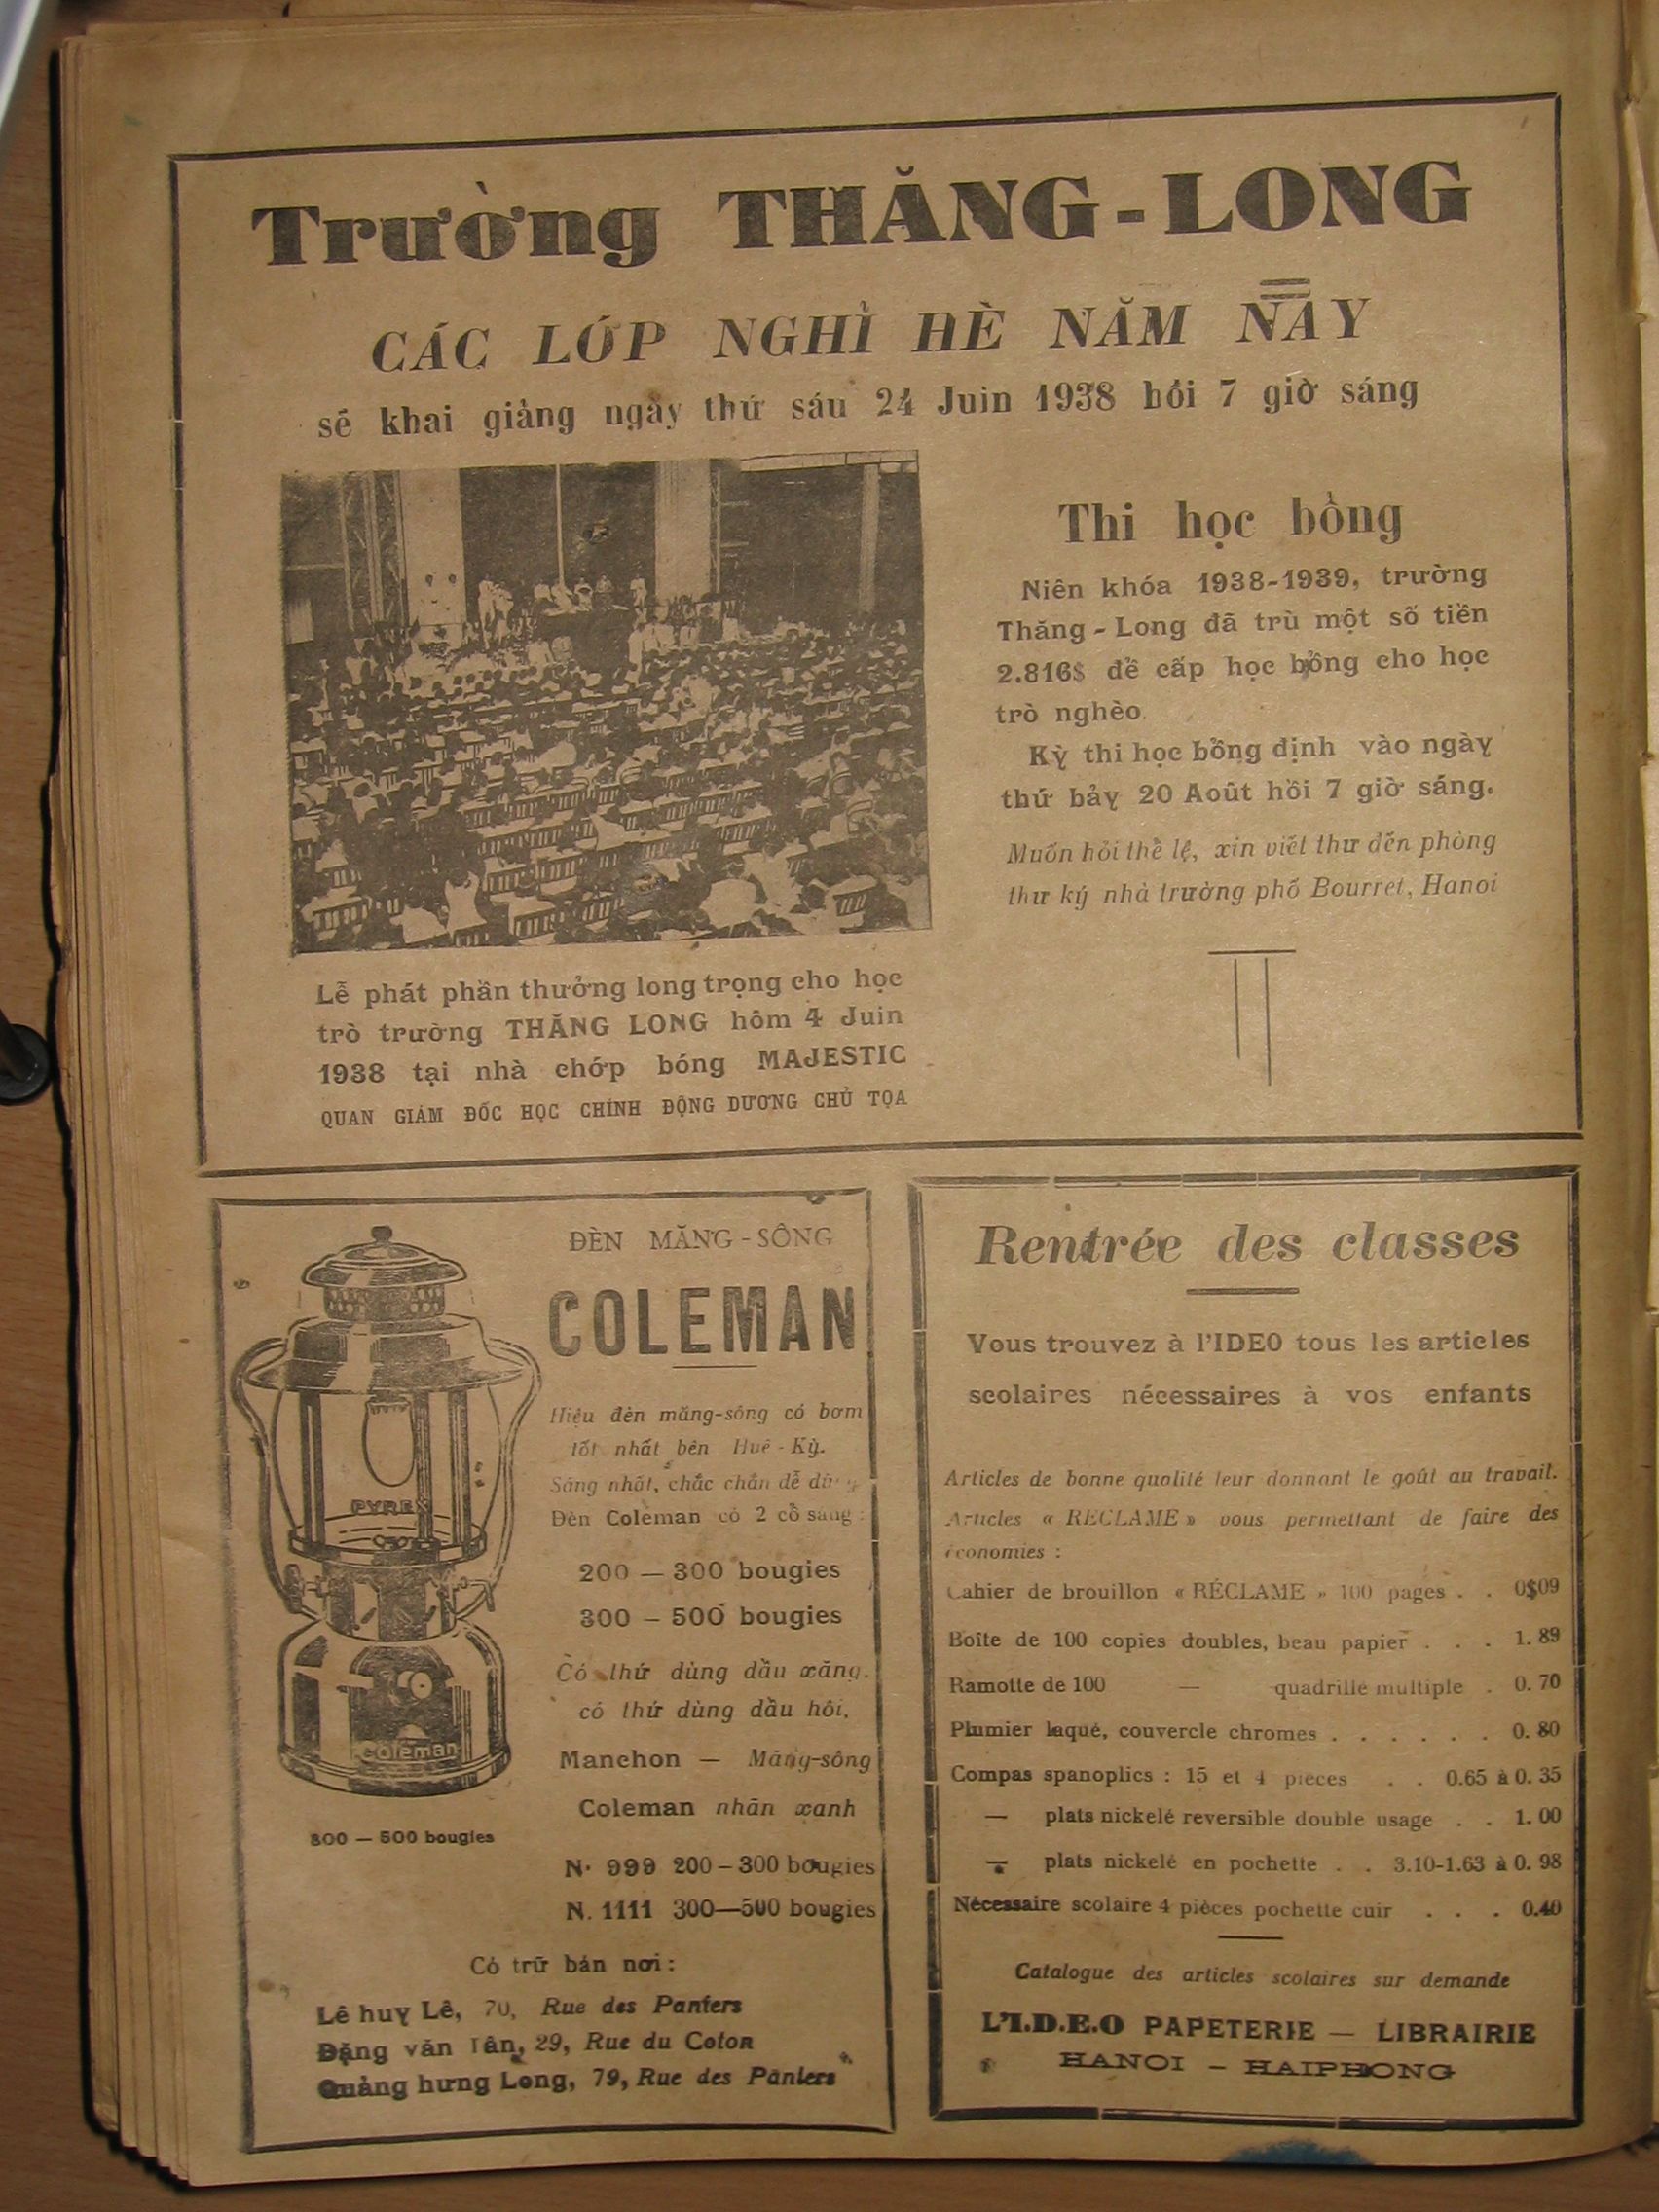 Trường THĂNG-LONG
CÁC LỚP NGHỈ HÈ NĂM NAY
sẽ khai giảng ngày thứ sáu 24 Juin 1938 hồi 7 giờ sáng
Thi học bổng
Niên khóa 1938-1939, trường
Thăng-Long đã trù một số tiền
2.816$ để cấp học bổng cho học
trò nghèo
Kỳ thi học bổng định vào ngày
thứ bảy 20 Août hồi 7 giờ sáng.
Muốn hỏi thể lệ, xin viết thư đến phòng
thư ký nhà trường phố Bourret, Hanoi
Lễ phát phần thưởng long trọng cho học
trò trường THĂNG LONG hôm 4 Juin
1938 tại nhà chớp bóng MAJESTIC
QUAN GIÁM ĐỐC HỌC CHÍNH ĐỘNG DƯƠNG CHỦ TỌA
ĐÈN MĂNG-SÔNG
COLEMAN
Hiệu đèn măng-sông có bơm
tốt nhất bên Huê-Kỳ.
Sáng nhất, chắc chắn dễ
Đèn Coleman có 2 cỡ sáng :
200 — 300 bougies
300 — 500 bougies
Có thứ dùng dầu xăng.
có thứ dùng dầu hôi.
Manchon — Măng-sông
Coleman nhãn xanh
PYREX
Coleman
300 — 500 bougies
N· 999 200 – 300 bougies
N. 1111 300—500 bougies
Có trữ bán nơi :
Lê huy Lê, 70, Rue des Paniers
Đặng văn Tân, 29, Rue du Coton
Quảng hưng Long, 79, Rue des Paniers
Rentrée des classes
Vous trouvez à l'IDEO tous les articles
scolaires nécessaires à vos enfants
Articles de bonne qualité leur donnant le goût au travail.
Articles « RECLAME » vous permettant de faire des
économies :
Cahier de brouillon « RÉCLAME » 100 pages . . 0$09
Boîte de 100 copies doubles, beau papier . . . 1.89
Ramotte de 100 — quadrille multiple . 0.70
Plumier laqué, couvercle chromes . . . . . . 0.80
Compas spanoplics : 15 et 4 pieces . . 0.65 à 0.35
— plats nickelé reversible double usage . . 1.00
— plats nickelé en pochette . . 3.10-1.63 à 0.98
Nécessaire scolaire 4 pièces pochette cuir . . . 0.40
Catalogue des articles scolaires sur demande
L'I.D.E.O PAPETERIE — LIBRAIRIE
HANOI – HAIPHONG